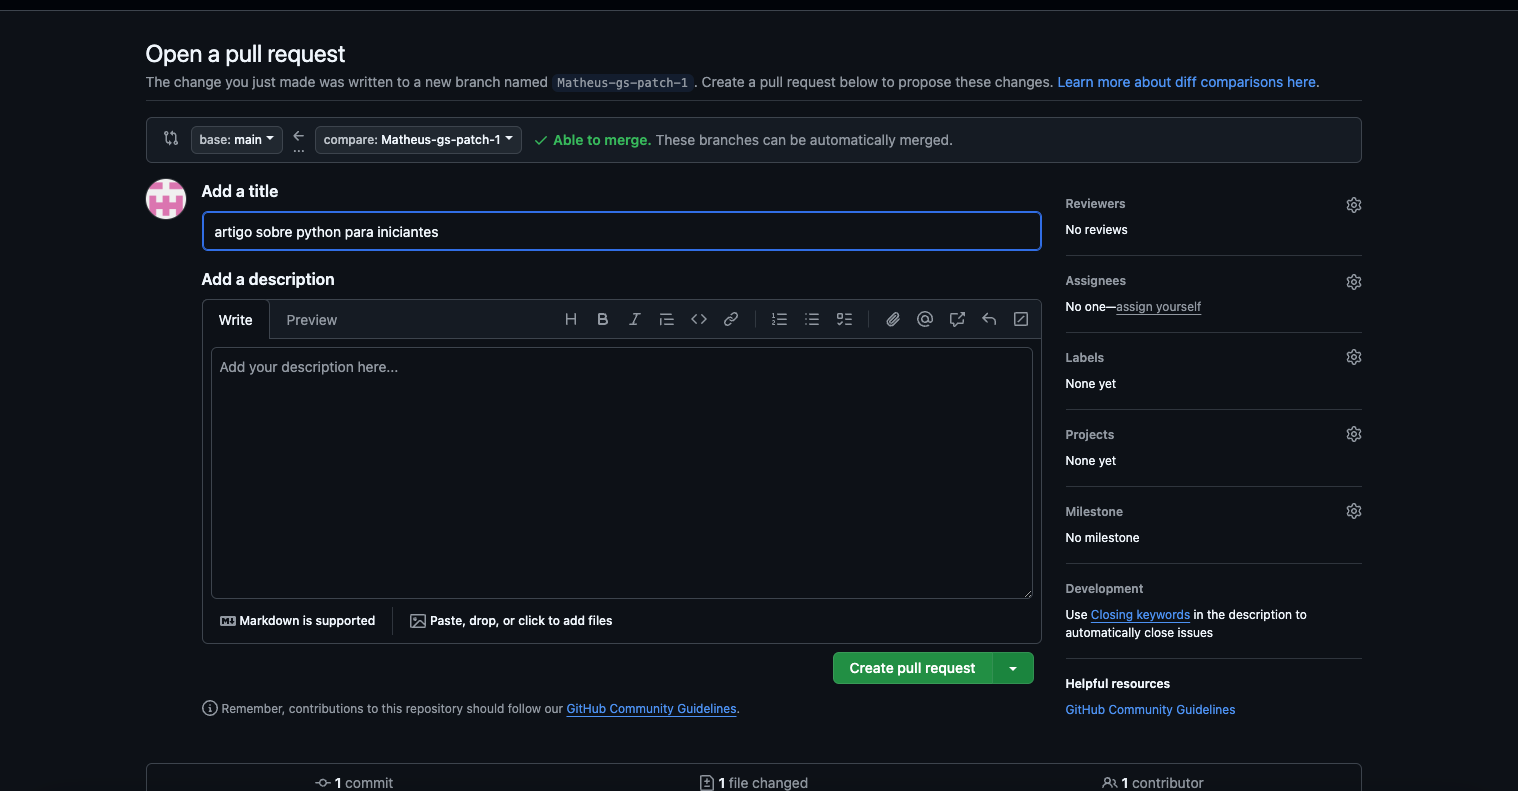 Open a pull request
The change you just made was written to a new branch named Matheus-gs-patch-1 . Create a pull request below to propose these changes. Learn more about diff comparisons here.
base: main
...
compare: Matheus-gs-patch-1
Able to merge. These branches can be automatically merged.
Add a title
artigo sobre python para iniciantes
Add a description
Write
Preview
Add your description here...
Markdown is supported
Paste, drop, or click to add files
Create pull request
Remember, contributions to this repository should follow our GitHub Community Guidelines.
Reviewers
No reviews
Assignees
No one—assign yourself
Labels
None yet
Projects
None yet
Milestone
No milestone
Development
Use Closing keywords in the description to
automatically close issues
Helpful resources
GitHub Community Guidelines
1 commit
1 file changed
1 contributor